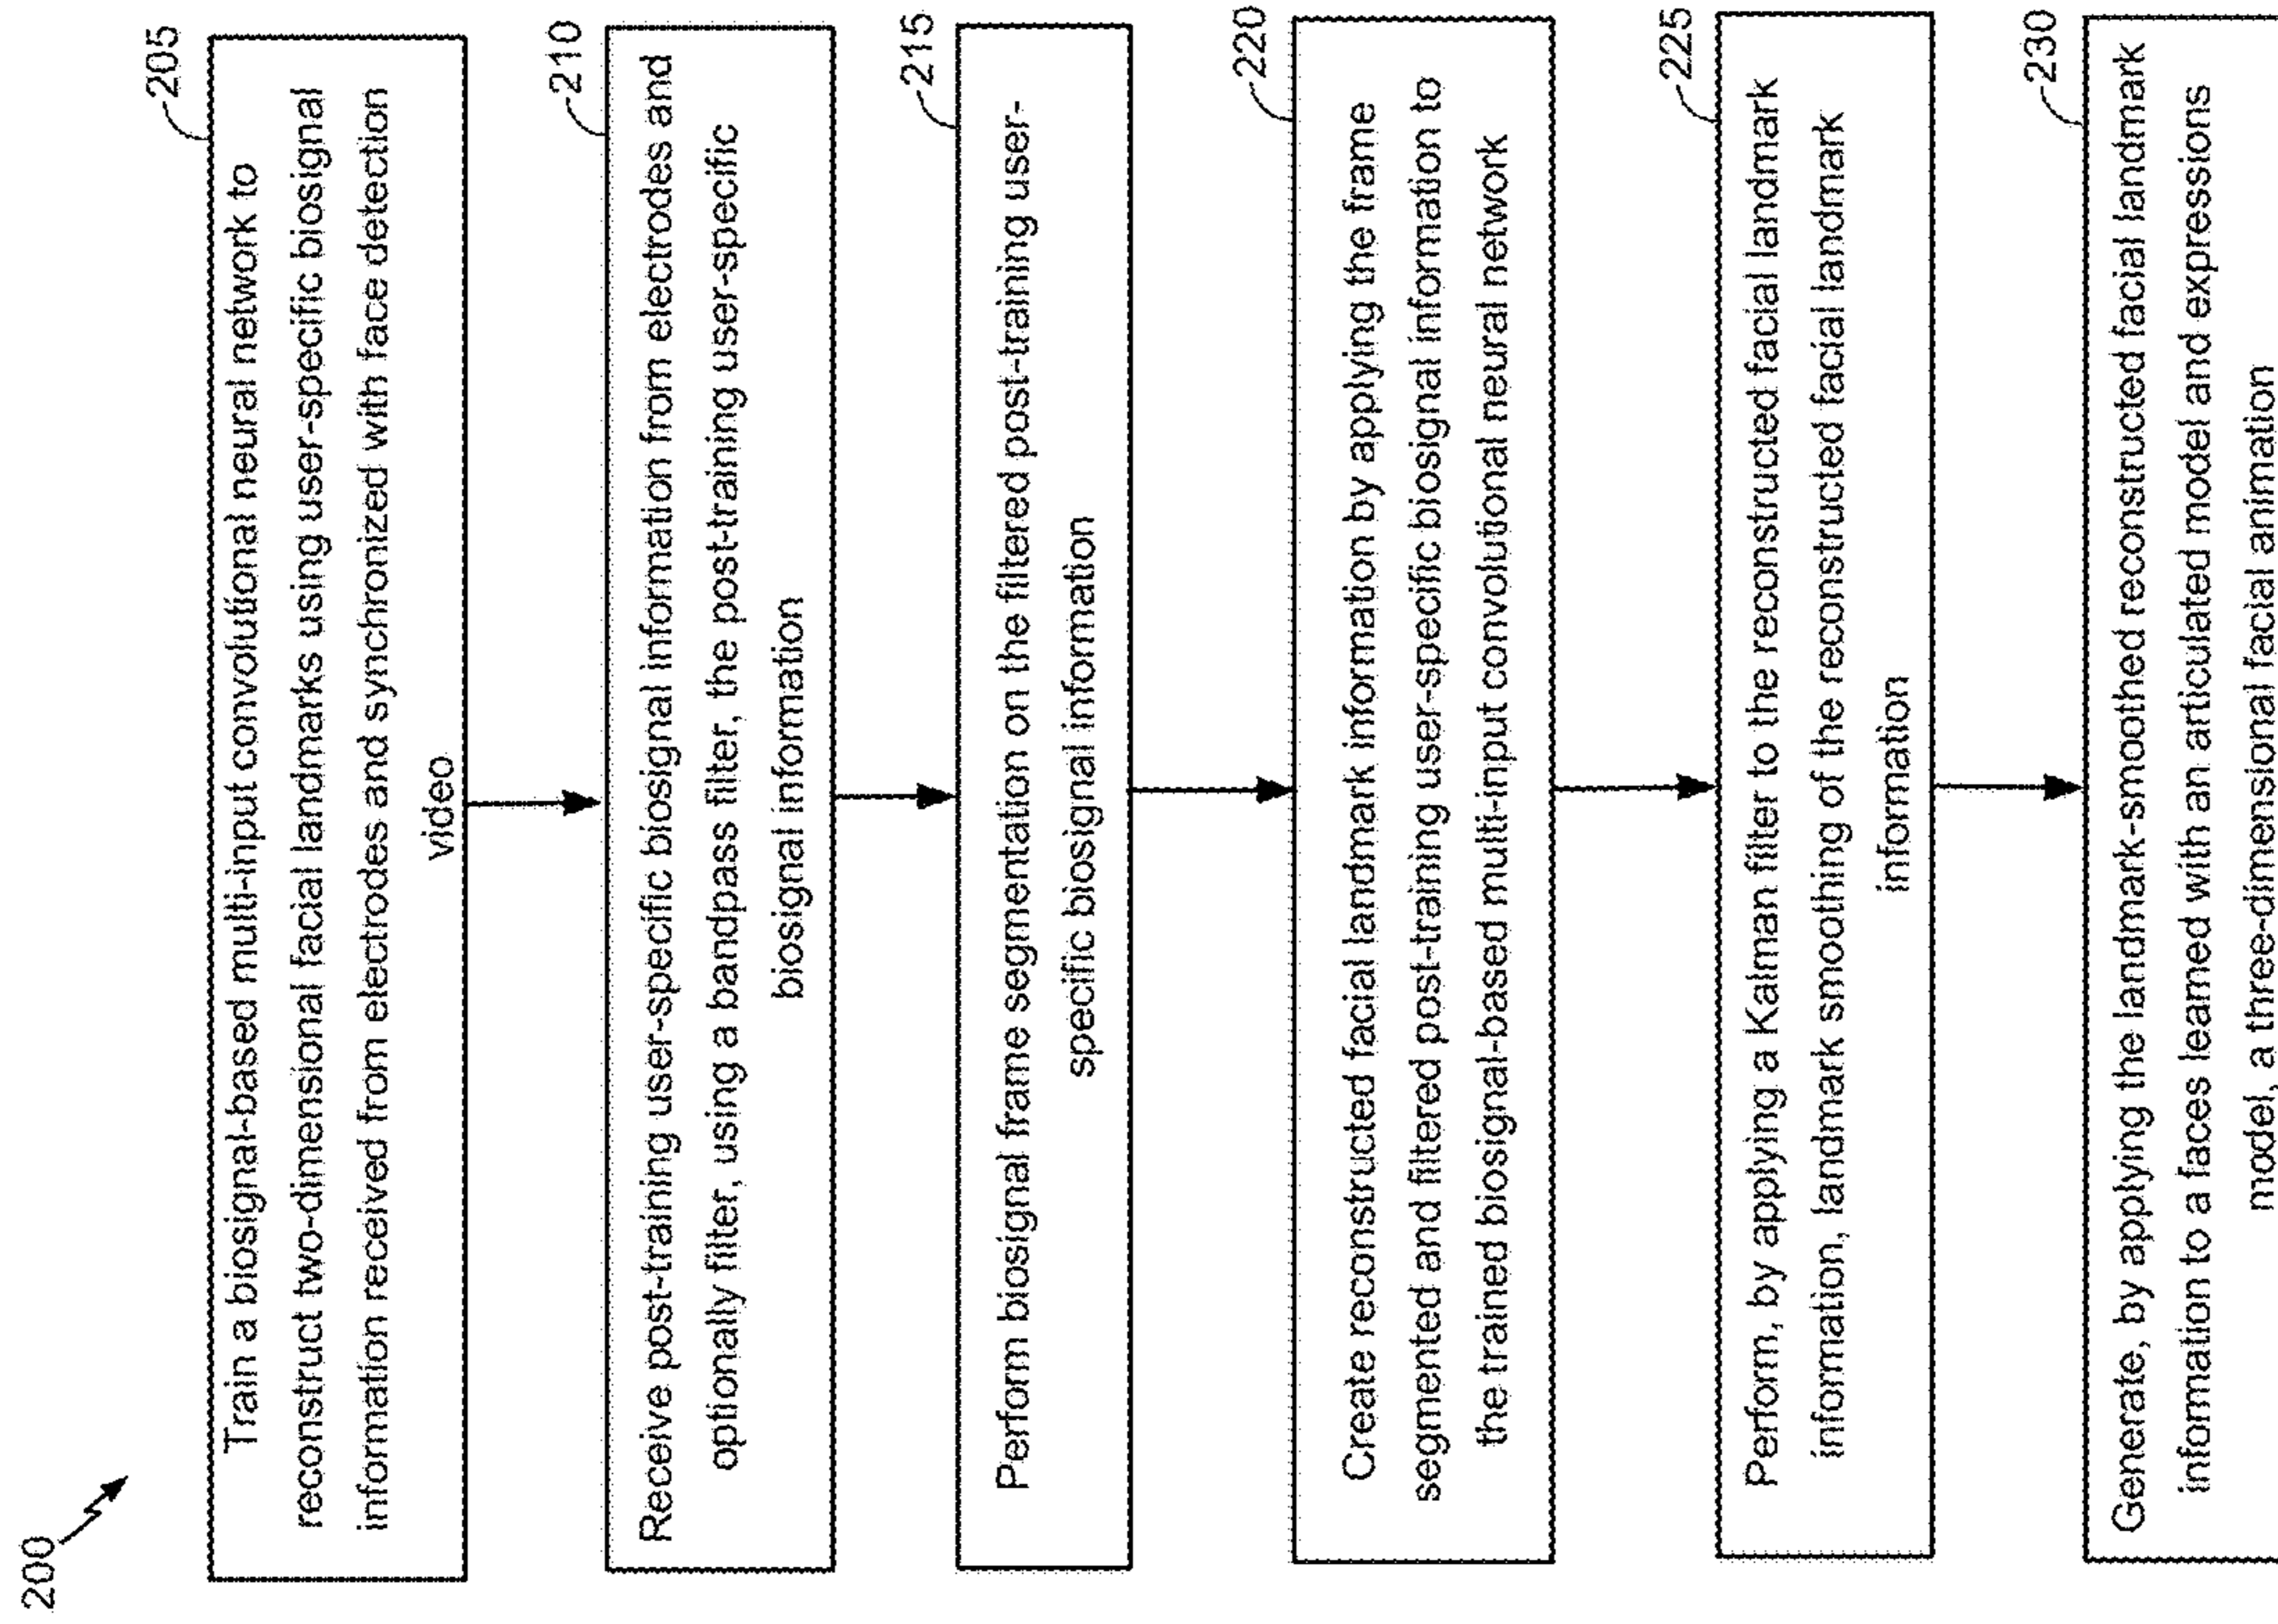 200
205
Train a biosignal-based multi-input convolutional neural network to
reconstruct two-dimensional facial landmarks using user-specific biosignal
information received from electrodes and synchronized with face detection
video
210
Receive post-training user-specific biosignal information from electrodes and
optionally filter, using a bandpass filter, the post-training user-specific
biosignal information
215
Perform biosignal frame segmentation on the filtered post-training user-
specific biosignal information
220
Create reconstructed facial landmark information by applying the frame
segmented and filtered post-training user-specific biosignal information to
the trained biosignal-based multi-input convolutional neural network
225
Perform, by applying a Kalman filter to the reconstructed facial landmark
information, landmark smoothing of the reconstructed facial landmark
information
230
Generate, by applying the landmark-smoothed reconstructed facial landmark
information to a faces learned with an articulated model and expressions
model, a three-dimensional facial animation